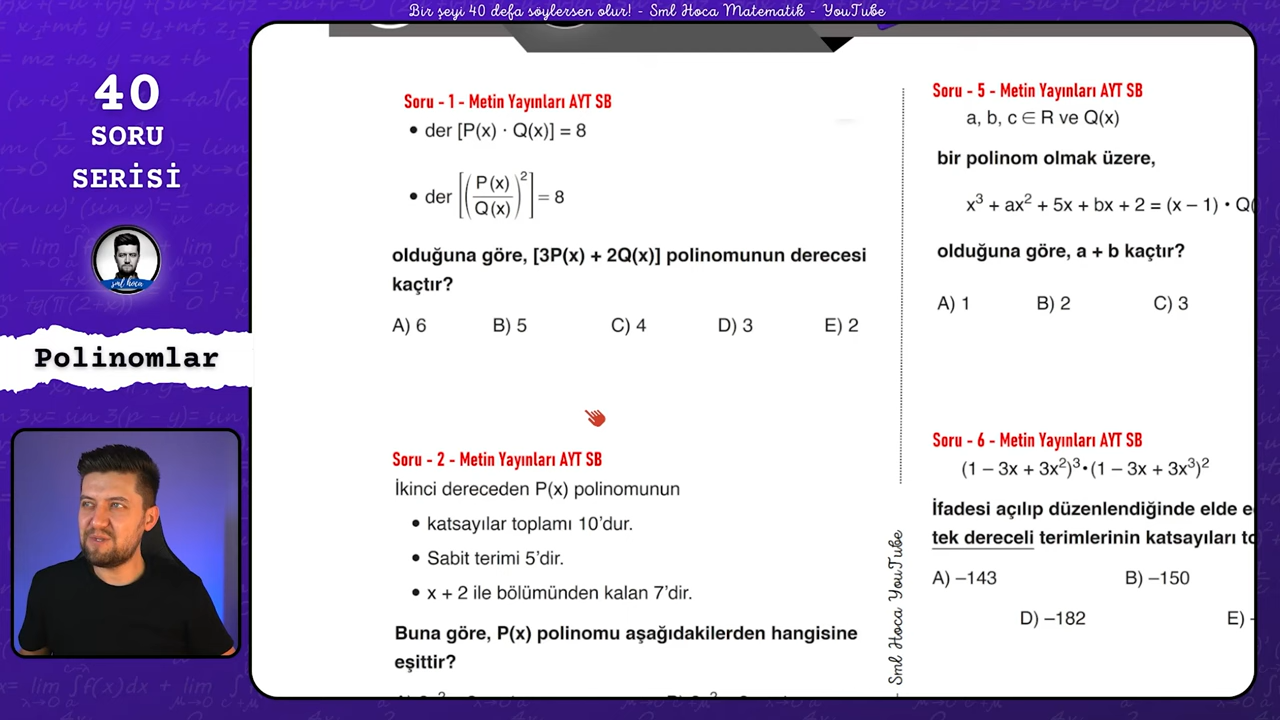 Bir şeyi 40 defa söylersen olur! - Sml Hoca Matematik - YouTube
40
SORU
SERİSİ
sml hoca
Polinomlar
Soru - 1 - Metin Yayınları AYT SB
• der [P(x) · Q(x)] = 8
• der [(P(x)/Q(x))²] = 8
olduğuna göre, [3P(x) + 2Q(x)] polinomunun derecesi
kaçtır?
A) 6 B) 5 C) 4 D) 3 E) 2
Soru - 2 - Metin Yayınları AYT SB
İkinci dereceden P(x) polinomunun
• katsayılar toplamı 10'dur.
• Sabit terimi 5'dir.
• x + 2 ile bölümünden kalan 7'dir.
Buna göre, P(x) polinomu aşağıdakilerden hangisine
eşittir?
- Sml Hoca YouTube
Soru - 5 - Metin Yayınları AYT SB
a, b, c ∈ R ve Q(x)
bir polinom olmak üzere,
x³ + ax² + 5x + bx + 2 = (x – 1) • Q(
olduğuna göre, a + b kaçtır?
A) 1 B) 2 C) 3
Soru - 6 - Metin Yayınları AYT SB
(1 – 3x + 3x²)³ • (1 – 3x + 3x³)²
İfadesi açılıp düzenlendiğinde elde
tek dereceli terimlerinin katsayıları
A) –143 B) –150
D) –182 E) -